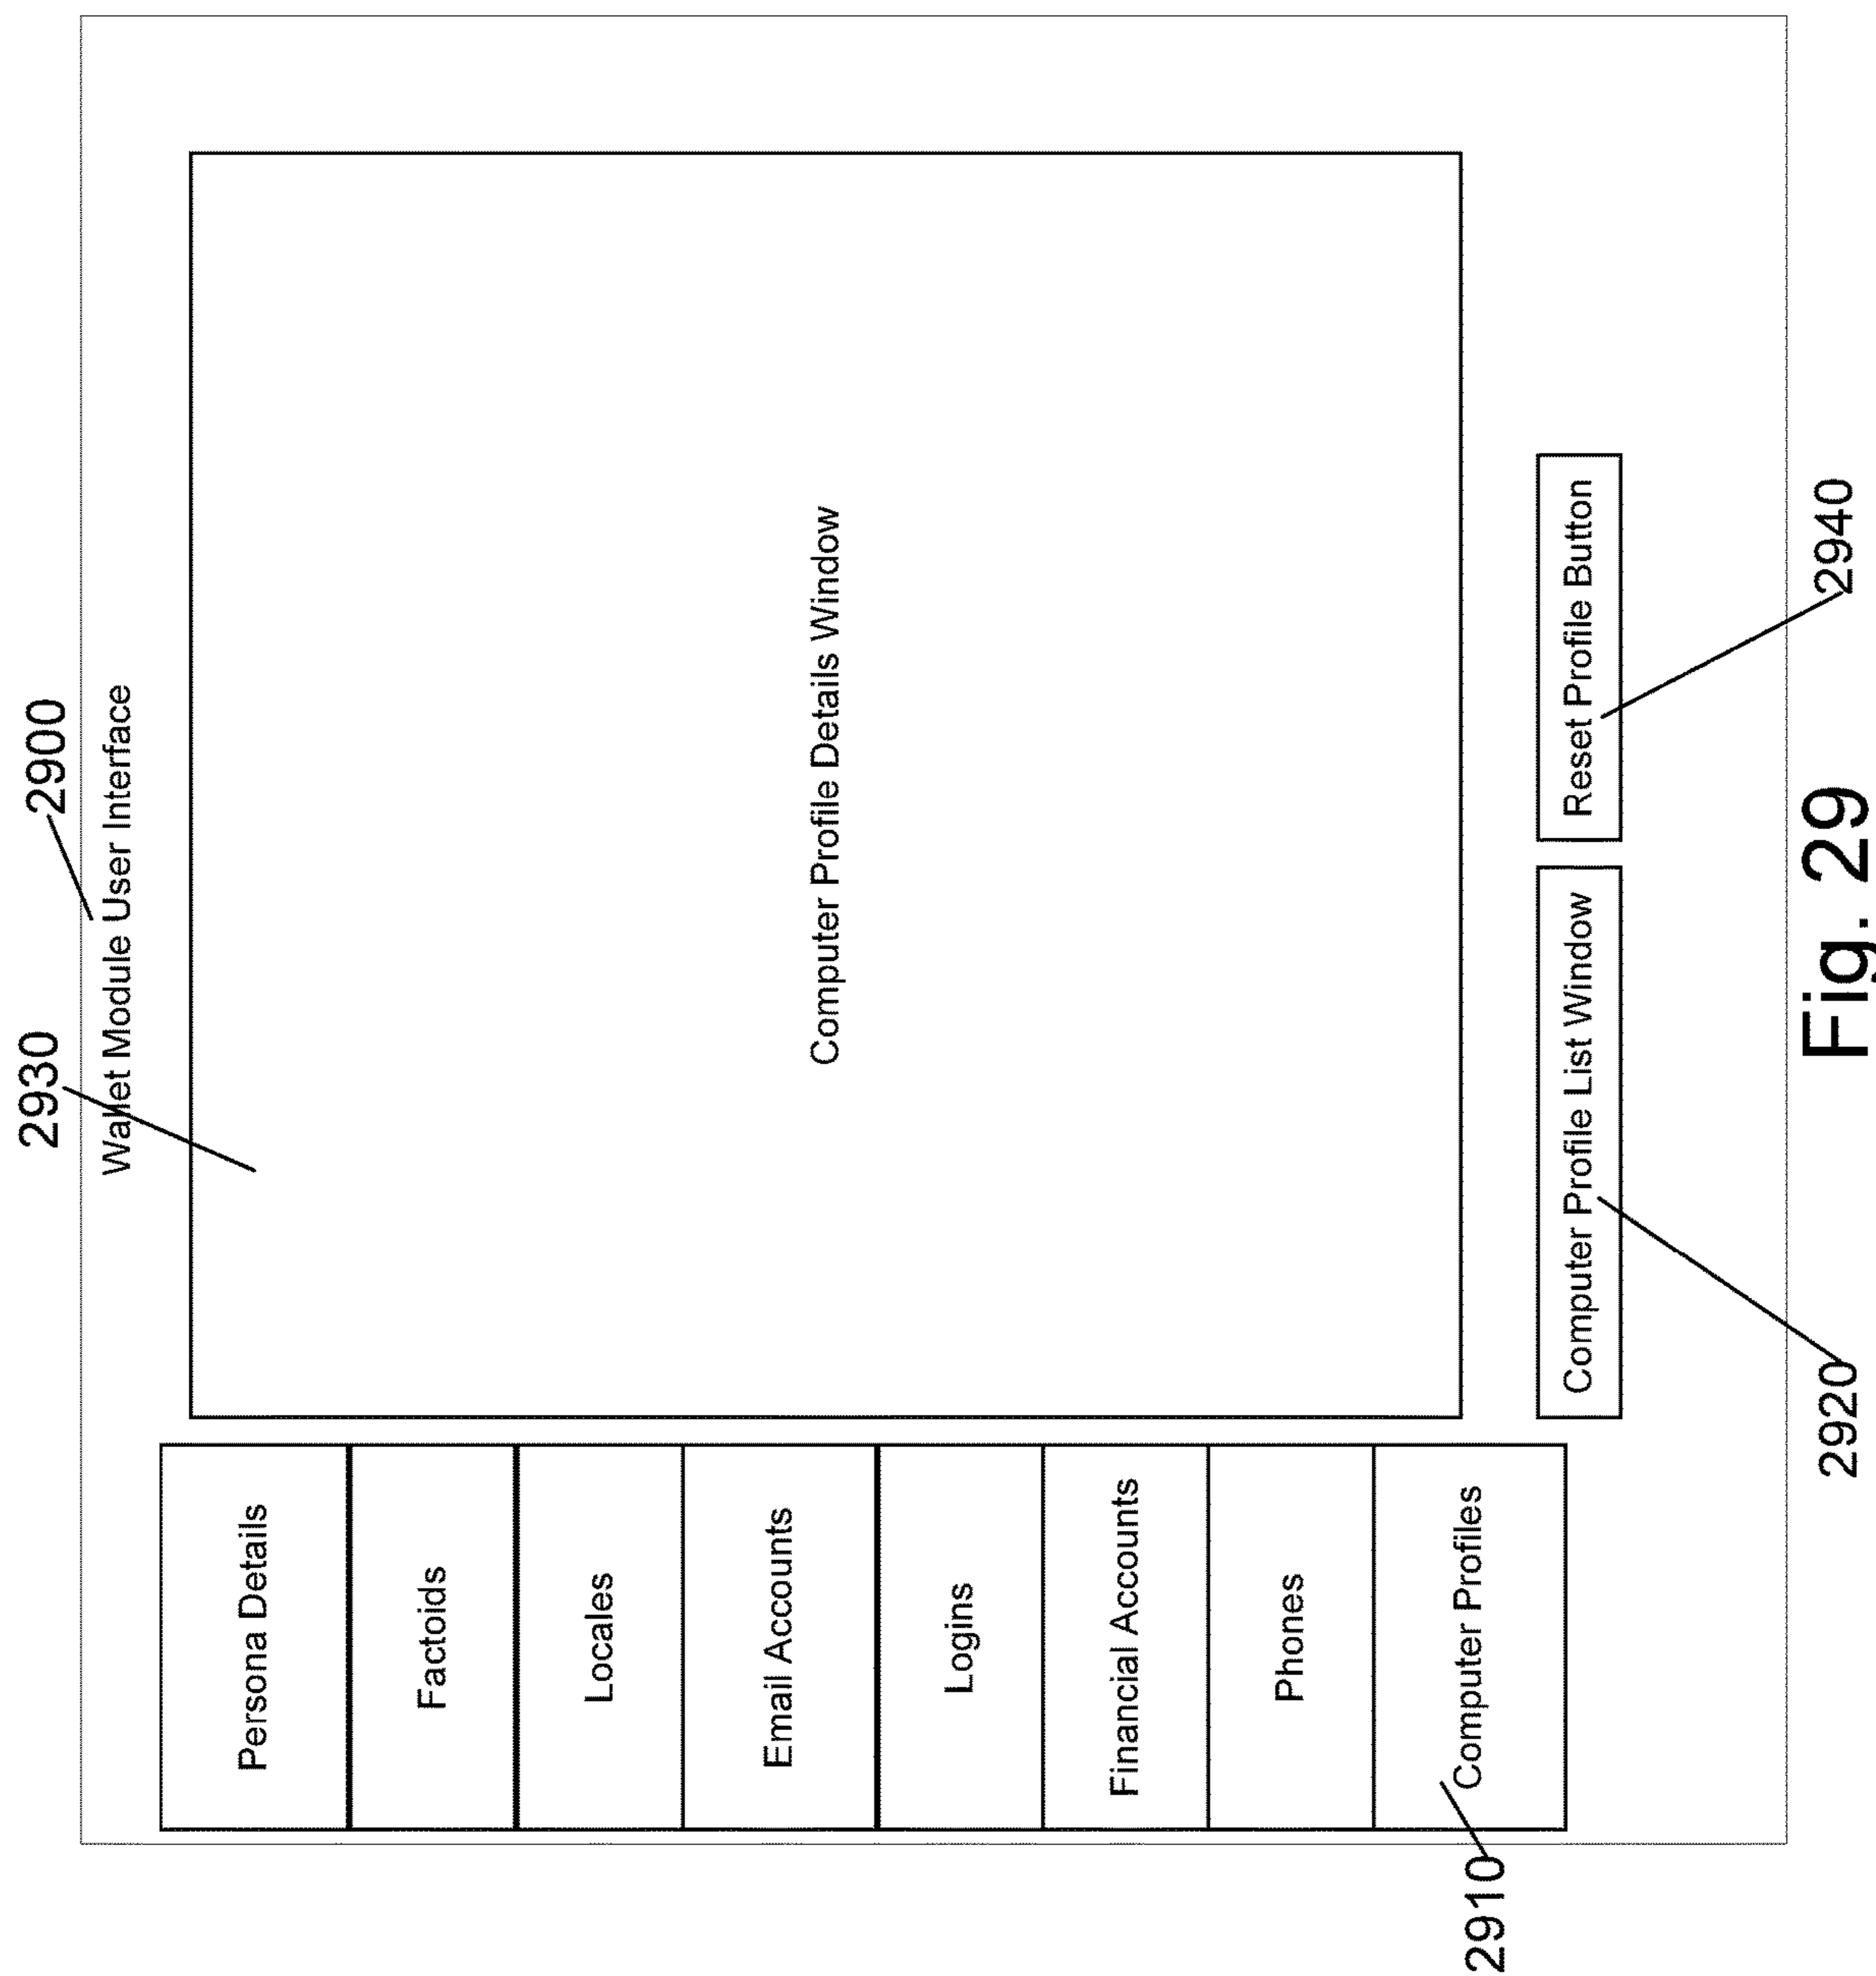 2930
2900
Wallet Module User Interface
Persona Details
Factoids
Locales
Email Accounts
Logins
Financial Accounts
Phones
Computer Profiles
2910
Computer Profile Details Window
Computer Profile List Window
Reset Profile Button
2920
2940
Fig. 29